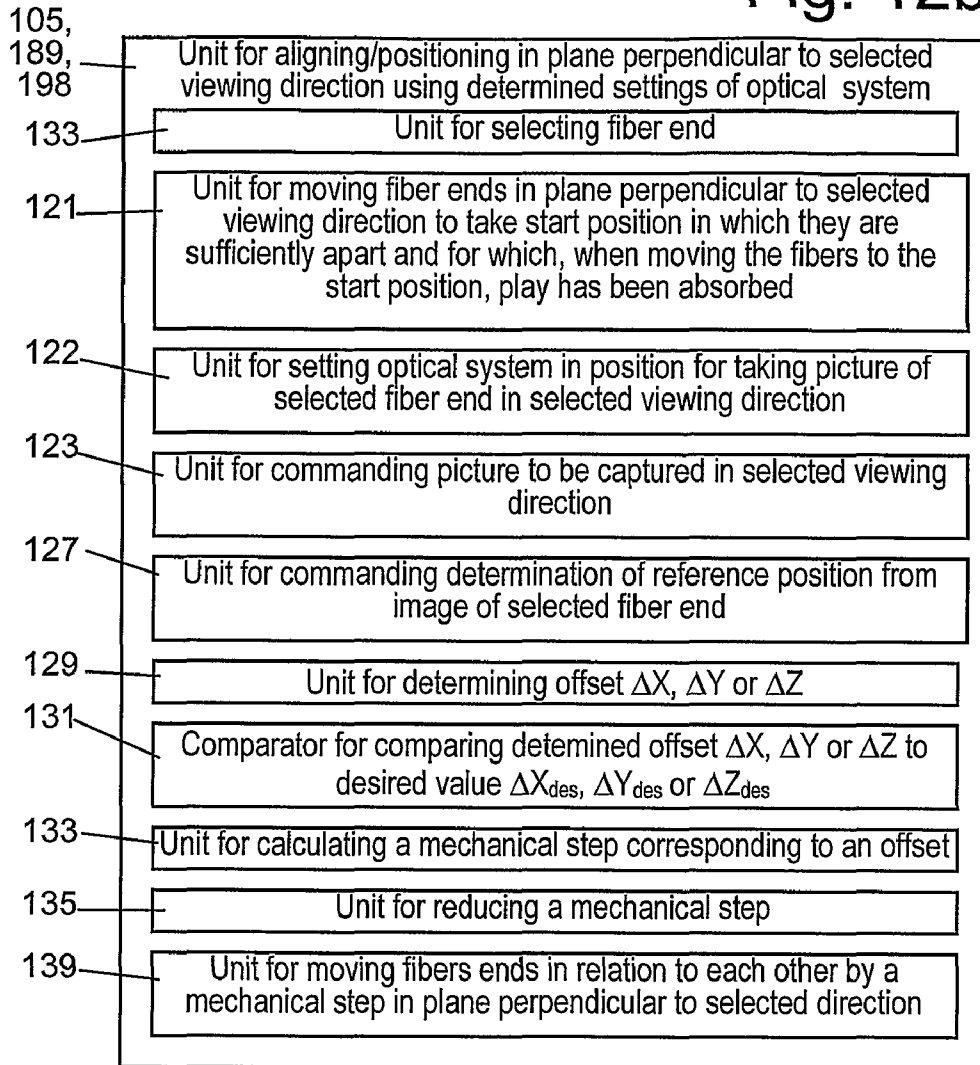 Fig. 12b
105,
189,
198
Unit for aligning/positioning in plane perpendicular to selected
viewing direction using determined settings of optical system
133
Unit for selecting fiber end
121
Unit for moving fiber ends in plane perpendicular to selected
viewing direction to take start position in which they are
sufficiently apart and for which, when moving the fibers to the
start position, play has been absorbed
122
Unit for setting optical system in position for taking picture of
selected fiber end in selected viewing direction
123
Unit for commanding picture to be captured in selected viewing
direction
127
Unit for commanding determination of reference position from
image of selected fiber end
129
Unit for determining offset ΔX, ΔY or ΔZ
131
Comparator for comparing detemined offset ΔX, ΔY or ΔZ to
desired value ΔXdes, ΔYdes or ΔZdes
133
Unit for calculating a mechanical step corresponding to an offset
135
Unit for reducing a mechanical step
139
Unit for moving fibers ends in relation to each other by a
mechanical step in plane perpendicular to selected direction